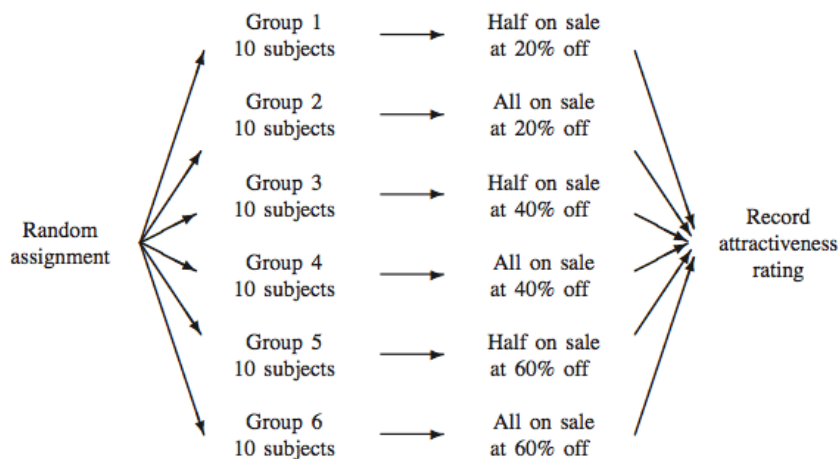 Group 1
10 subjects
Half on sale
at 20% off
Group 2
10 subjects
All on sale
at 20% off
Group 3
10 subjects
Half on sale
at 40% off
Random
assignment
Record
attractiveness
rating
Group 4
10 subjects
All on sale
at 40% off
Group 5
10 subjects
Half on sale
at 60% off
Group 6
10 subjects
All on sale
at 60% off